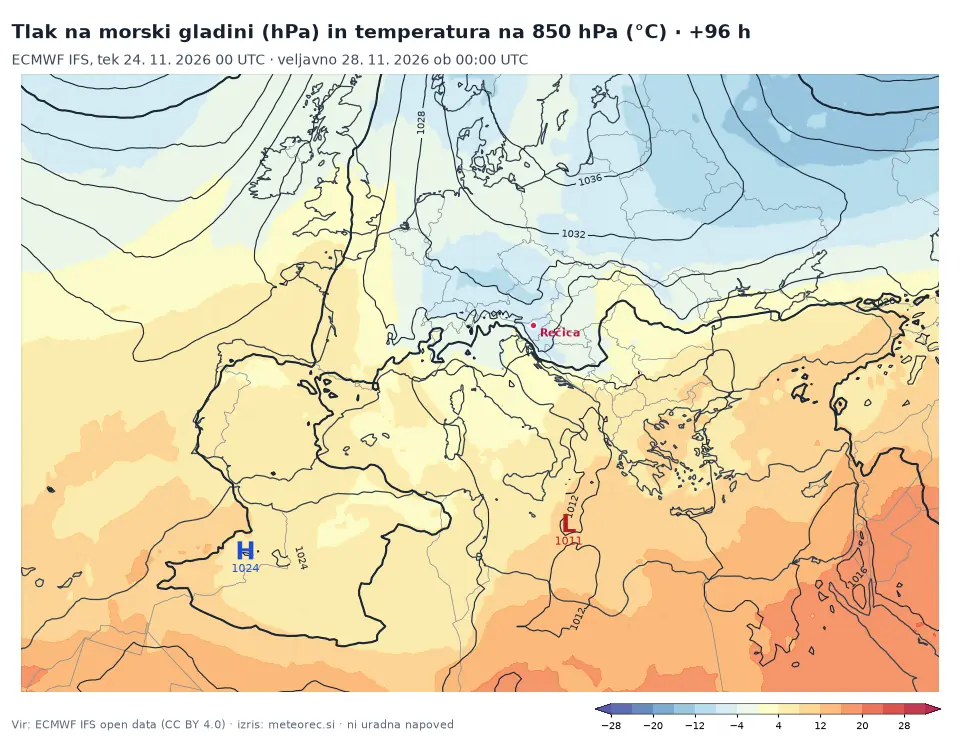 Tlak na morski gladini (hPa) in temperatura na 850 hPa (°C) · +96 h
ECMWF IFS, tek 24. 11. 2026 00 UTC · veljavno 28. 11. 2026 ob 00:00 UTC
1028
1036
1032
1020
Rečica
1012
L
1011
H
1024
1024
1016
1012
−28 −20 −12 −4 4 12 20 28
Vir: ECMWF IFS open data (CC BY 4.0) · izris: meteorec.si · ni uradna napoved